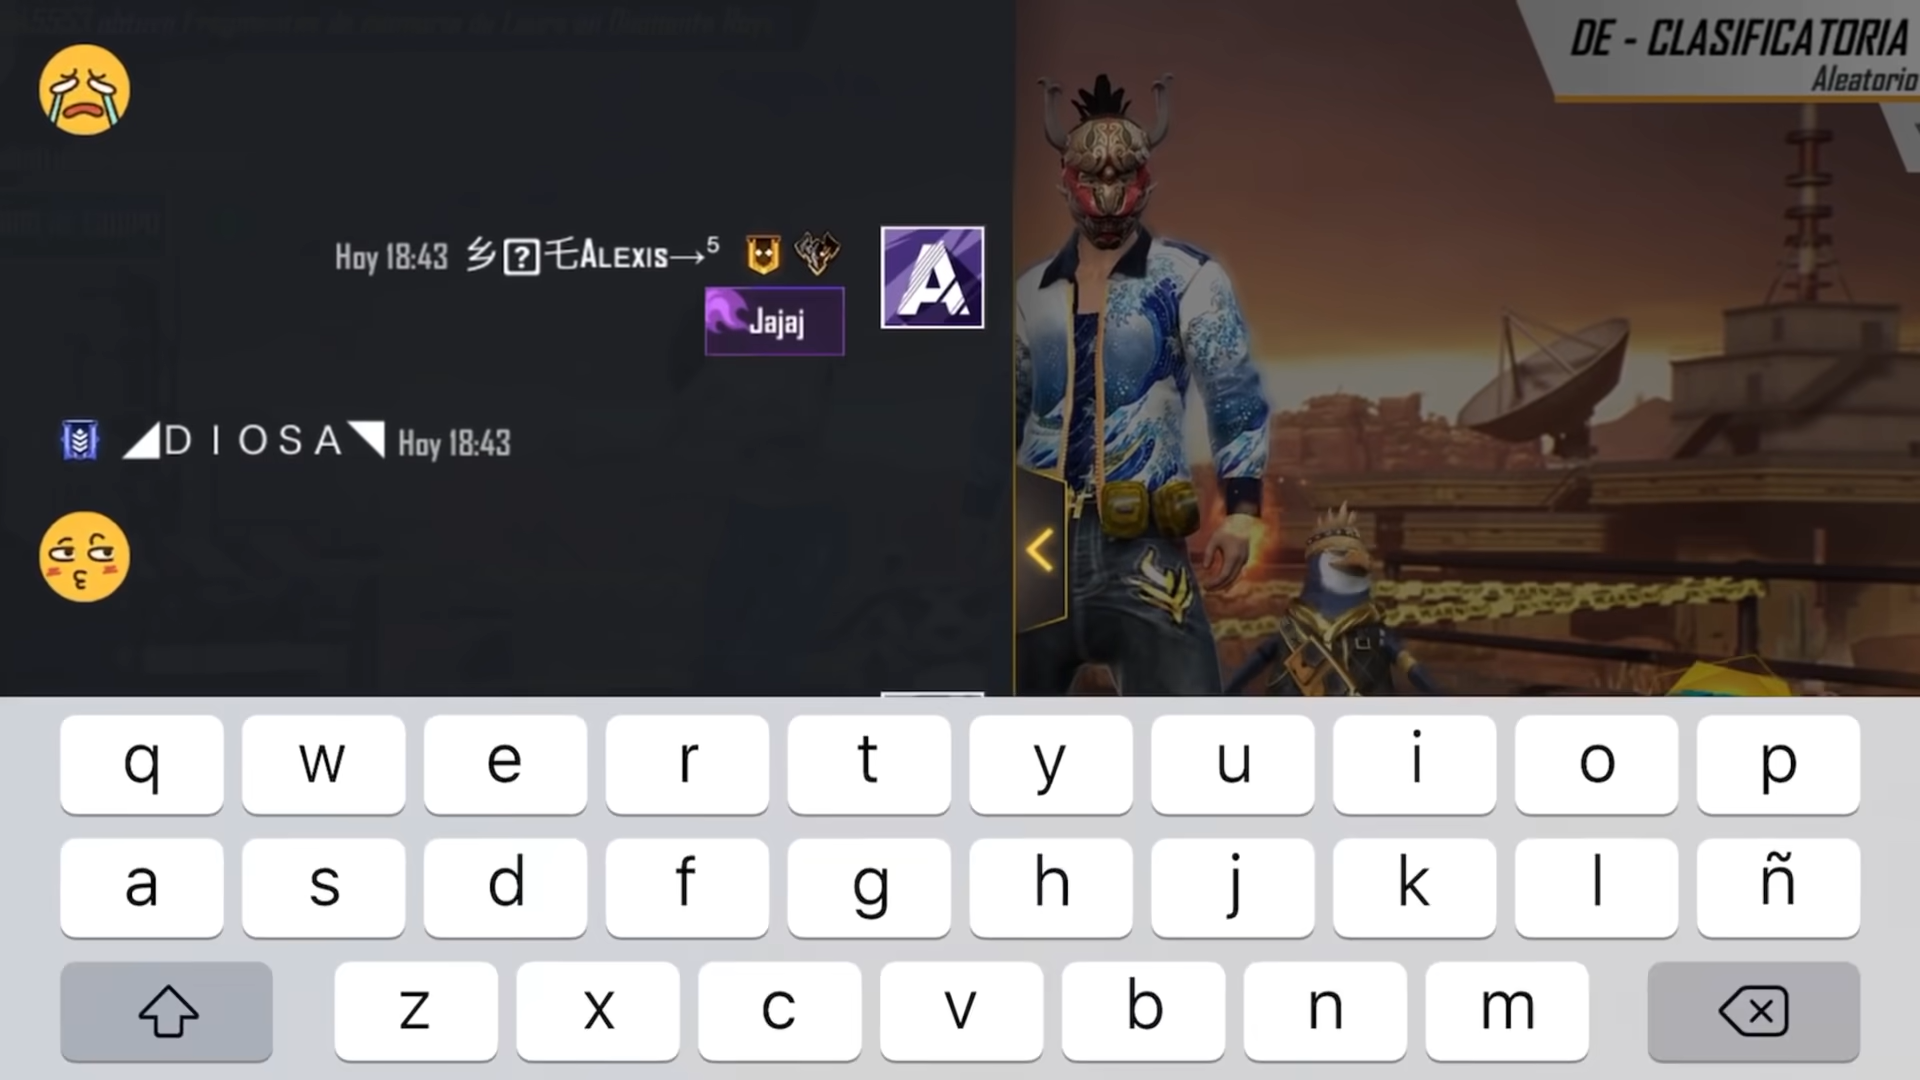 DE - CLASIFICATORIA
Aleatorio
Hoy 18:43 乡?乇ALEXIS→⁵
A
Jajaj
◢D I O S A◥ Hoy 18:43
q w e r t y u i o p
a s d f g h j k l ñ
z x c v b n m